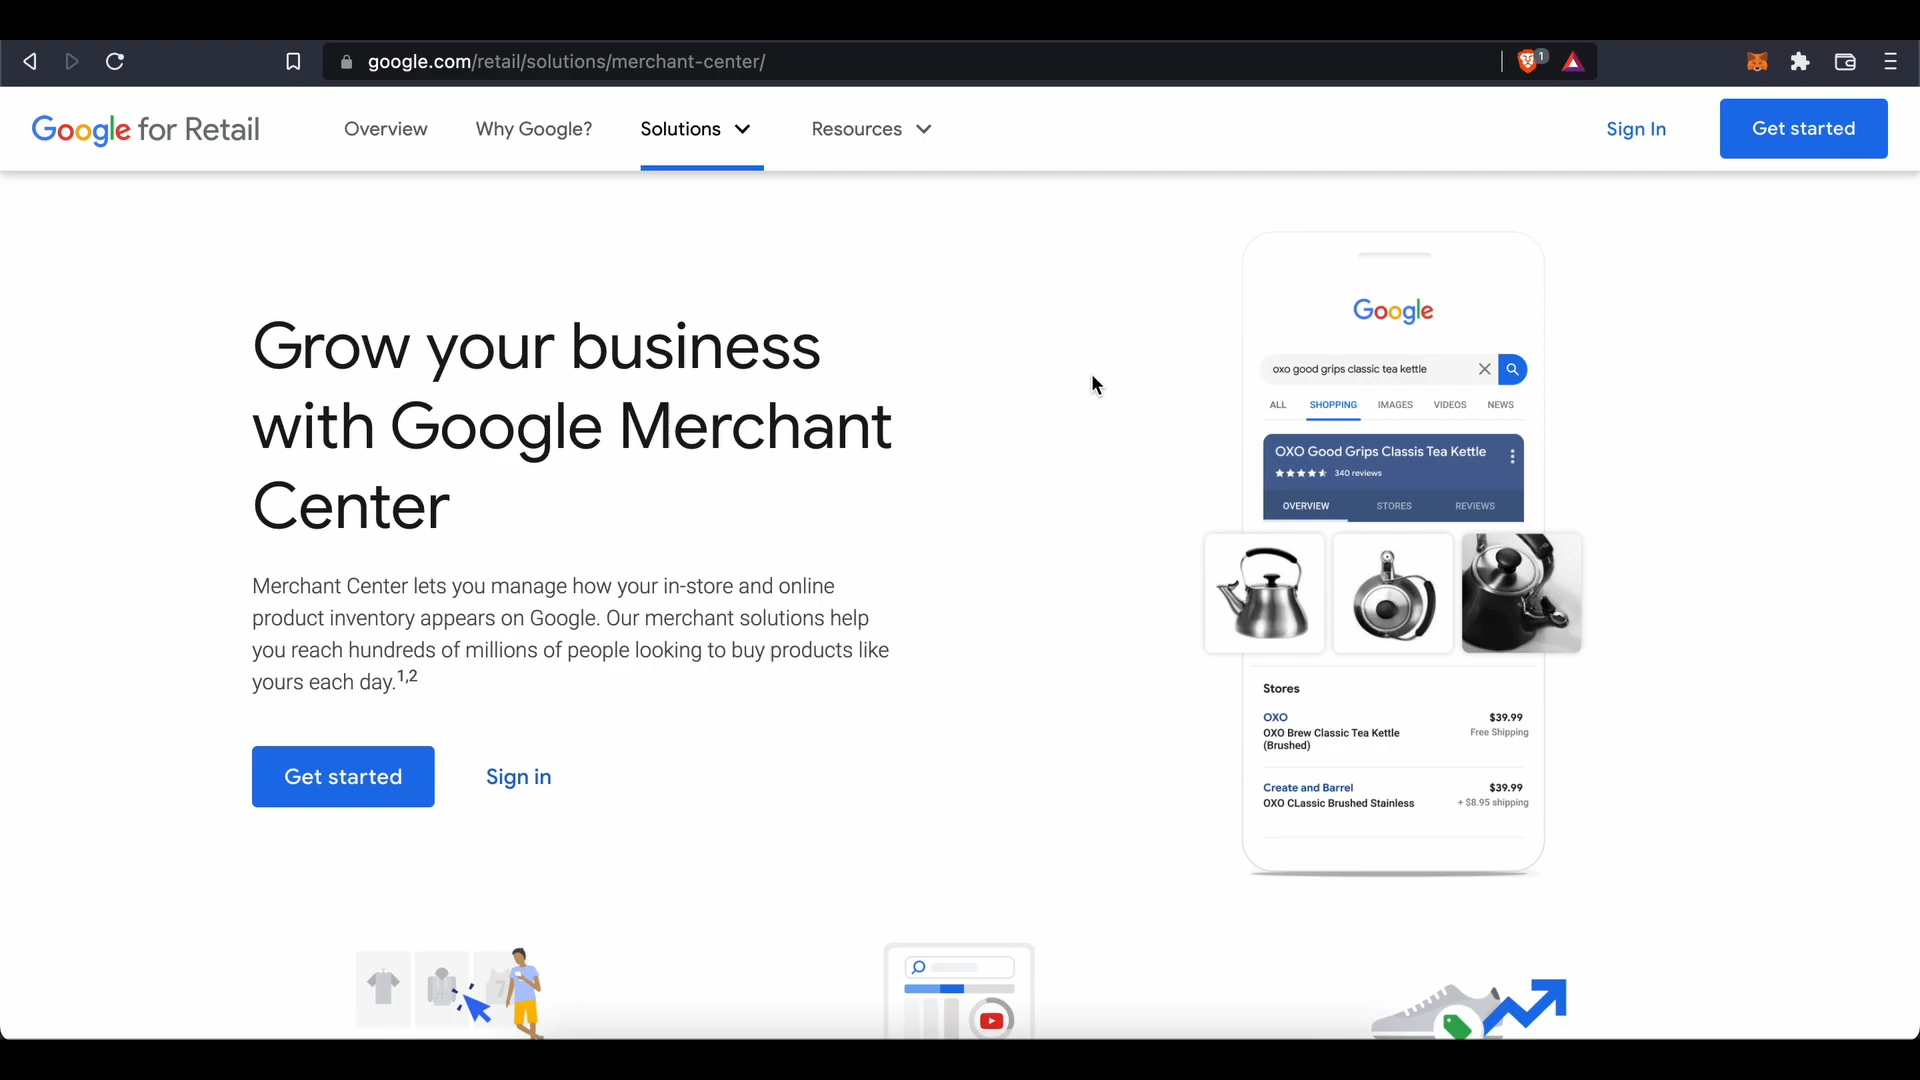 google.com/retail/solutions/merchant-center/
1
Google for Retail
Overview
Why Google?
Solutions
Resources
Sign In
Get started
Grow your business
with Google Merchant
Center
Merchant Center lets you manage how your in-store and online
product inventory appears on Google. Our merchant solutions help
you reach hundreds of millions of people looking to buy products like
yours each day.1,2
Get started
Sign in
Google
oxo good grips classic tea kettle
ALL SHOPPING IMAGES VIDEOS NEWS
OXO Good Grips Classis Tea Kettle
340 reviews
OVERVIEW STORES REVIEWS
Stores
OXO $39.99
OXO Brew Classic Tea Kettle Free Shipping
(Brushed)
Create and Barrel $39.99
OXO CLassic Brushed Stainless + $8.95 shipping
7